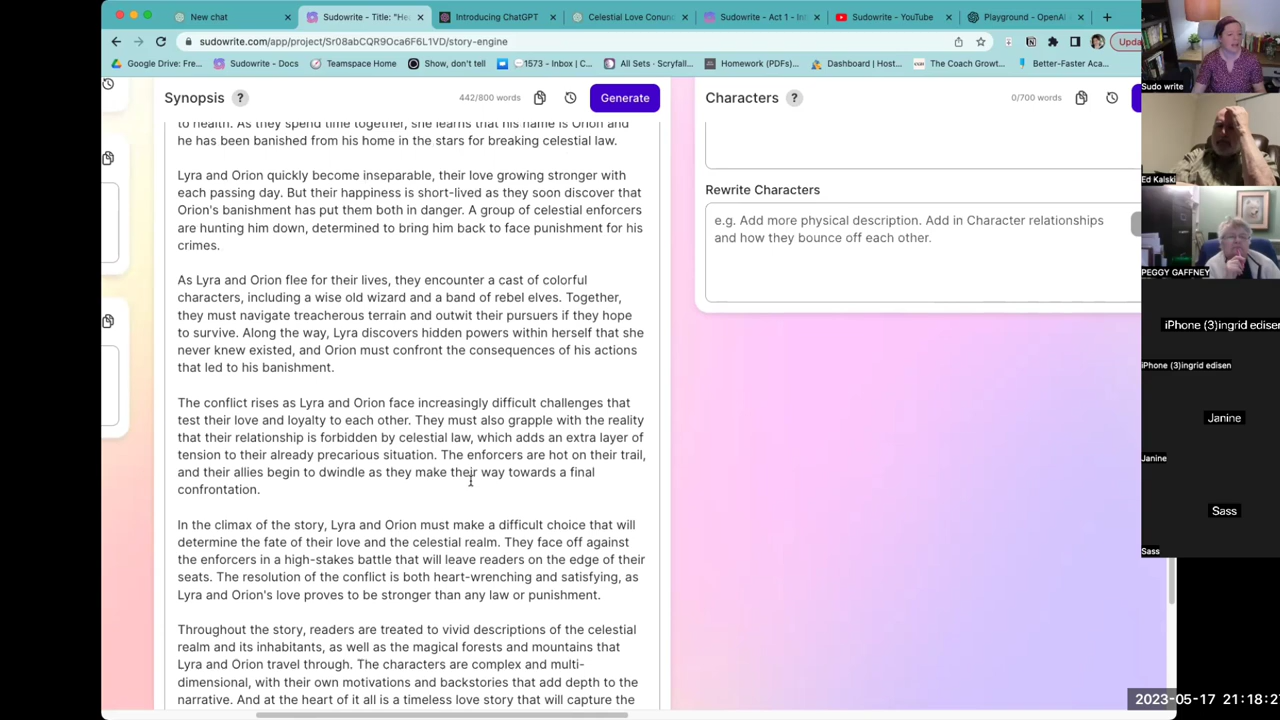 New chat
Sudowrite - Title: "He
Introducing ChatGPT
Celestial Love Conun
Sudowrite - Act 1 - In
Sudowrite - YouTube
Playground - OpenAI
sudowrite.com/app/project/Sr08abCQR9Oca6F6L1VD/story-engine
Upda
Google Drive: Fre...
Sudowrite - Docs
Teamspace Home
Show, don't tell
1573 - Inbox | C...
All Sets · Scryfall...
Homework (PDFs)...
Dashboard | Host...
The Coach Growt...
Better-Faster Aca...
Synopsis ?
442/800 words
Generate
to health. As they spend time together, she learns that his name is Orion and
he has been banished from his home in the stars for breaking celestial law.
Lyra and Orion quickly become inseparable, their love growing stronger with
each passing day. But their happiness is short-lived as they soon discover that
Orion's banishment has put them both in danger. A group of celestial enforcers
are hunting him down, determined to bring him back to face punishment for his
crimes.
As Lyra and Orion flee for their lives, they encounter a cast of colorful
characters, including a wise old wizard and a band of rebel elves. Together,
they must navigate treacherous terrain and outwit their pursuers if they hope
to survive. Along the way, Lyra discovers hidden powers within herself that she
never knew existed, and Orion must confront the consequences of his actions
that led to his banishment.
The conflict rises as Lyra and Orion face increasingly difficult challenges that
test their love and loyalty to each other. They must also grapple with the reality
that their relationship is forbidden by celestial law, which adds an extra layer of
tension to their already precarious situation. The enforcers are hot on their trail,
and their allies begin to dwindle as they make their way towards a final
confrontation.
In the climax of the story, Lyra and Orion must make a difficult choice that will
determine the fate of their love and the celestial realm. They face off against
the enforcers in a high-stakes battle that will leave readers on the edge of their
seats. The resolution of the conflict is both heart-wrenching and satisfying, as
Lyra and Orion's love proves to be stronger than any law or punishment.
Throughout the story, readers are treated to vivid descriptions of the celestial
realm and its inhabitants, as well as the magical forests and mountains that
Lyra and Orion travel through. The characters are complex and multi-
dimensional, with their own motivations and backstories that add depth to the
narrative. And at the heart of it all is a timeless love story that will capture the
Characters ?
0/700 words
Rewrite Characters
e.g. Add more physical description. Add in Character relationships
and how they bounce off each other.
Sudo write
Ed Kalski
PEGGY GAFFNEY
iPhone (3)ingrid edisen
iPhone (3)ingrid edisen
Janine
Janine
Sass
Sass
2023-05-17 21:18:2